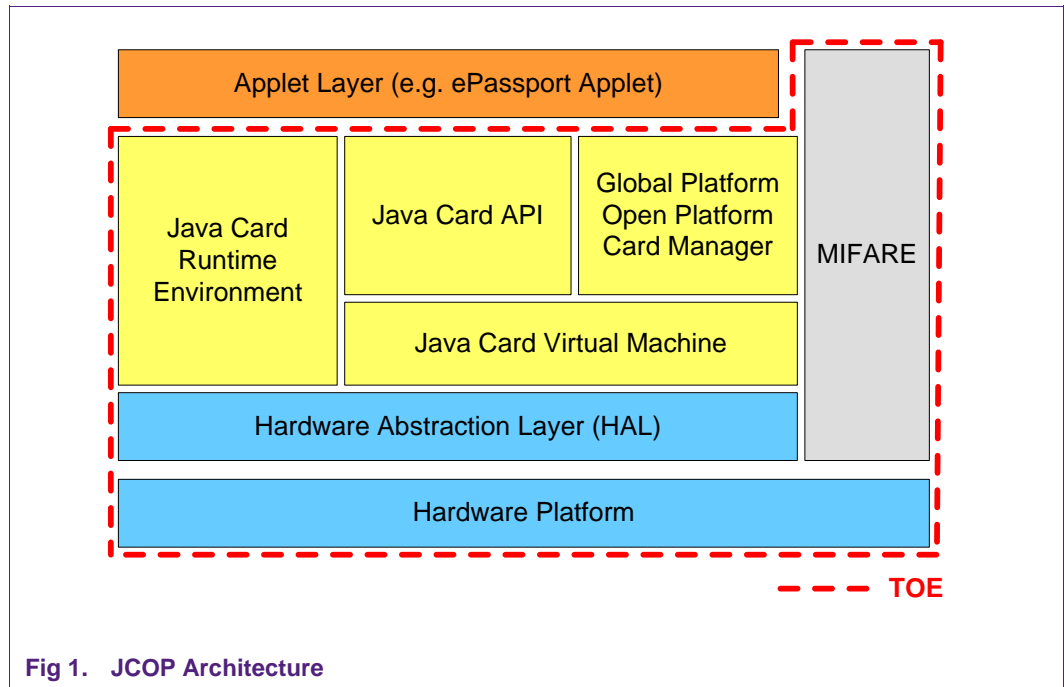 Applet Layer (e.g. ePassport Applet)
Java Card
Runtime
Environment
Java Card API
Global Platform
Open Platform
Card Manager
MIFARE
Java Card Virtual Machine
Hardware Abstraction Layer (HAL)
Hardware Platform
TOE
Fig 1. JCOP Architecture